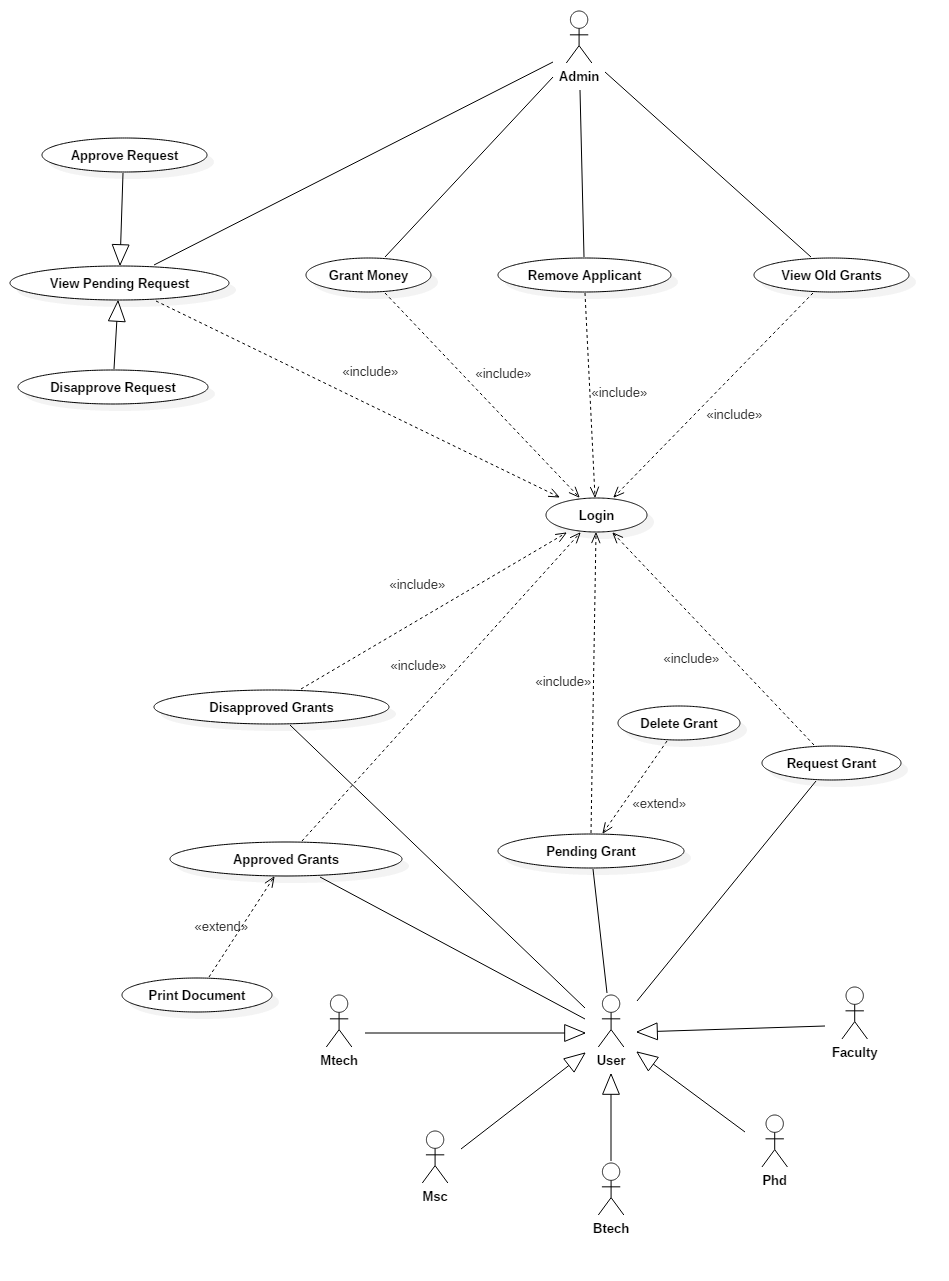 Admin
Approve Request
View Pending Request
Grant Money
Remove Applicant
View Old Grants
Disapprove Request
«include»
«include»
«include»
«include»
Login
«include»
«include»
«include»
«include»
Disapproved Grants
Delete Grant
Request Grant
«extend»
Approved Grants
Pending Grant
«extend»
Print Document
Mtech
User
Faculty
Msc
Phd
Btech